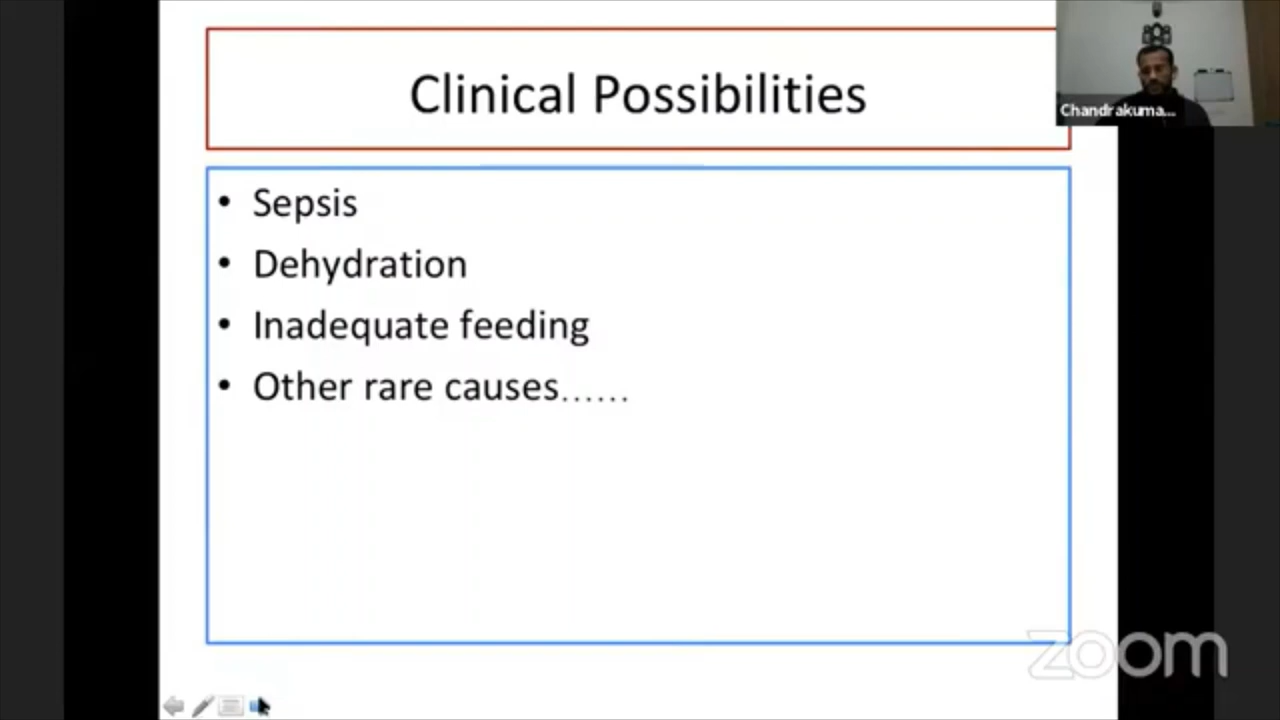 Clinical Possibilities
Chandrakuma...
• Sepsis
• Dehydration
• Inadequate feeding
• Other rare causes......
zoom